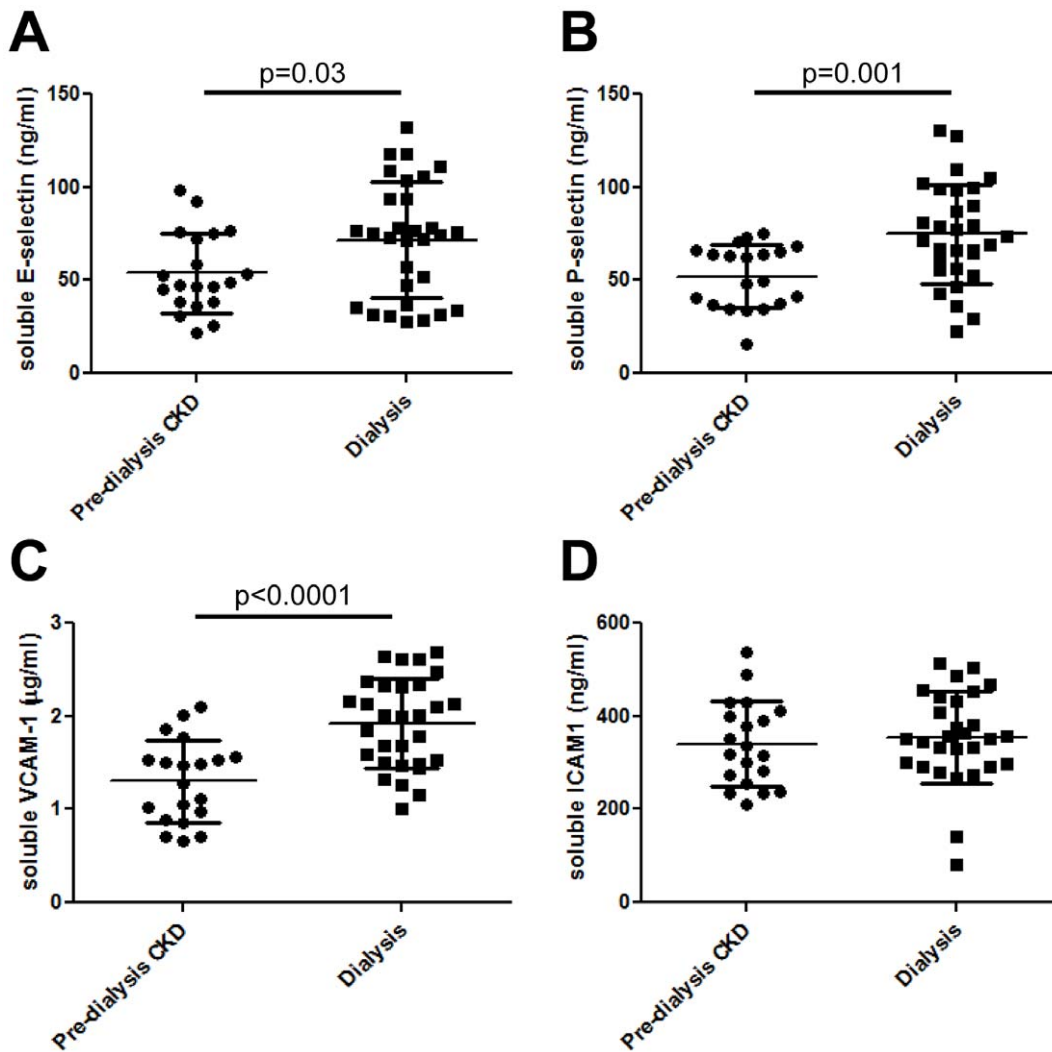 A
p=0.03
soluble E-selectin (ng/ml)
150
100
50
0
Pre-dialysis CKD
Dialysis
B
p=0.001
soluble P-selectin (ng/ml)
150
100
50
0
Pre-dialysis CKD
Dialysis
C
p<0.0001
soluble VCAM-1 (µg/ml)
3
2
1
0
Pre-dialysis CKD
Dialysis
D
soluble ICAM1 (ng/ml)
600
400
200
0
Pre-dialysis CKD
Dialysis